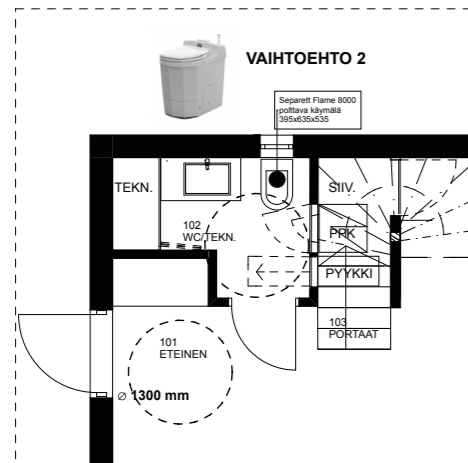 VAIHTOEHTO 2
Separett Flame 8000
polttava käymälä
395x635x535
TEKN.
SIIV.
102
WC/TEKN.
PPK
PYYKKI
103
PORTAAT
101
ETEINEN
⌀ 1300 mm